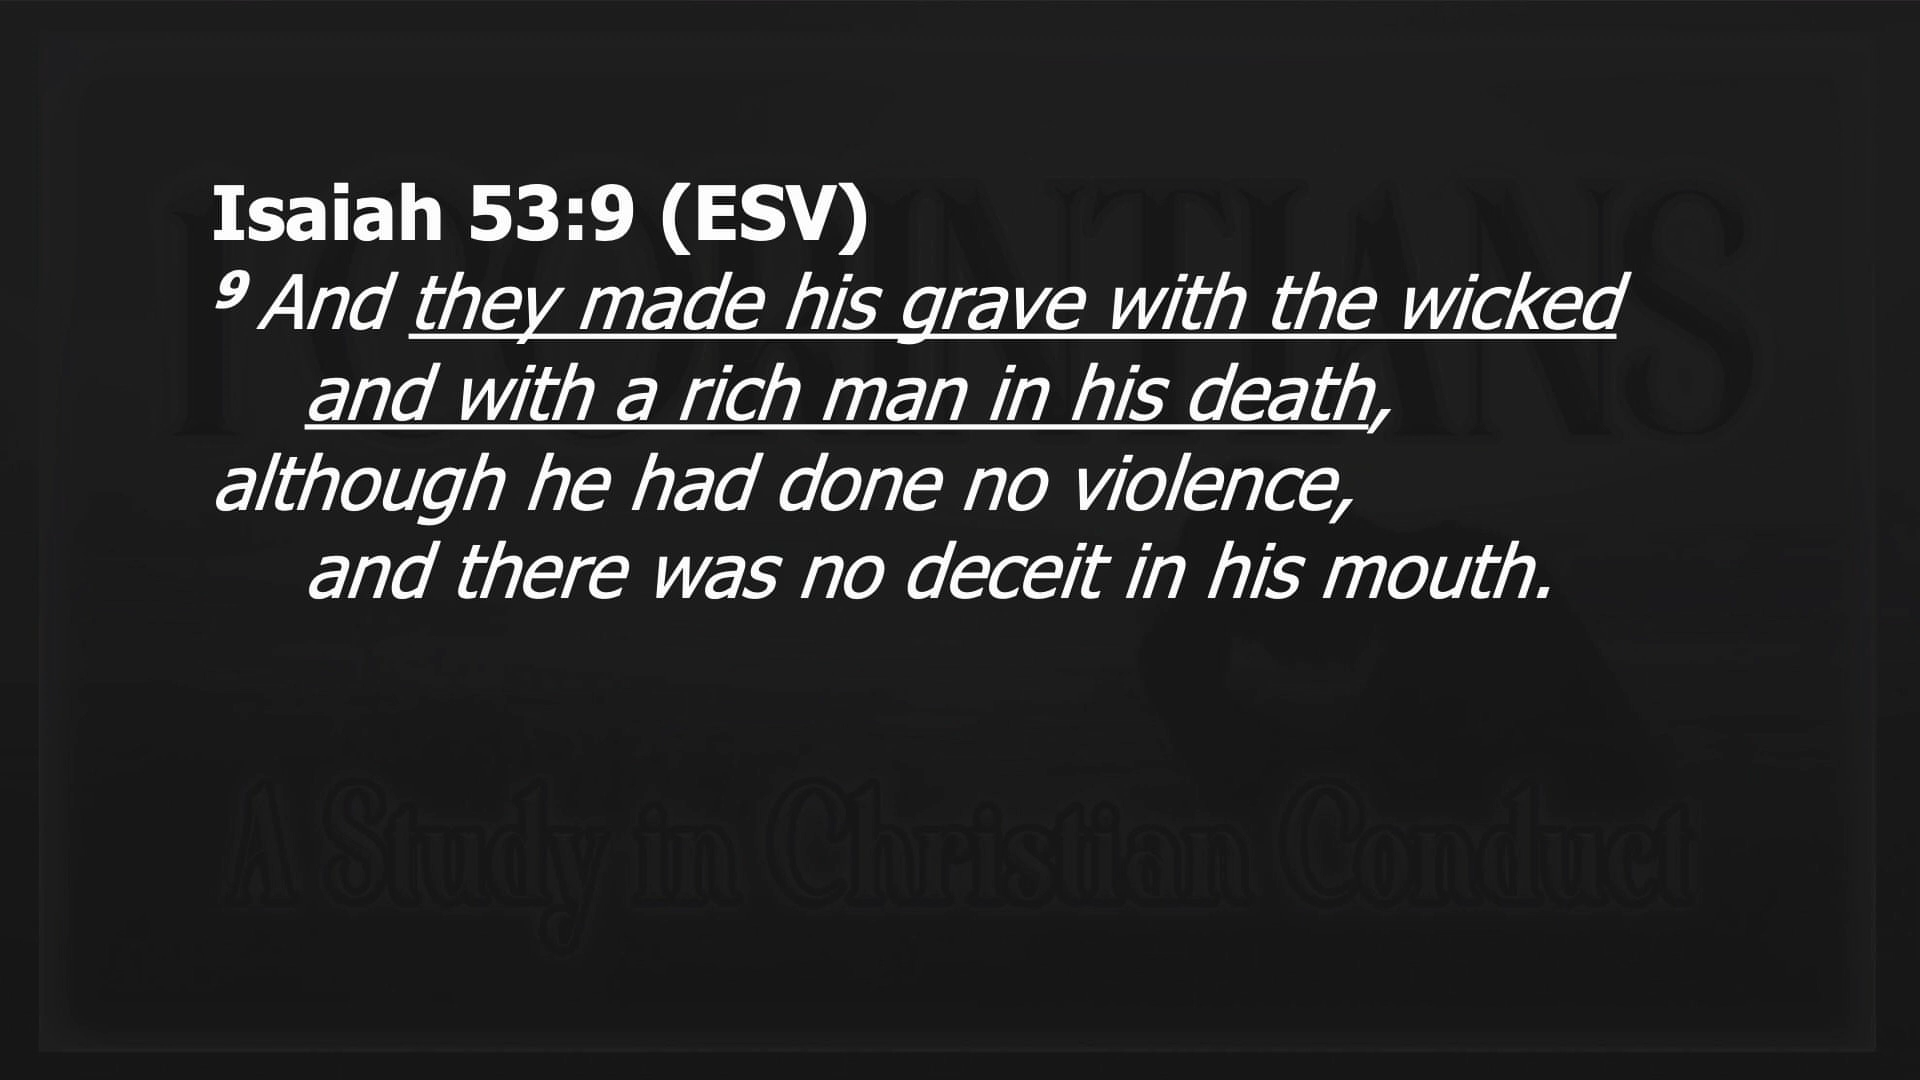 Isaiah 53:9 (ESV)
9 And they made his grave with the wicked
and with a rich man in his death,
although he had done no violence,
and there was no deceit in his mouth.
A Study in Christian Conduct